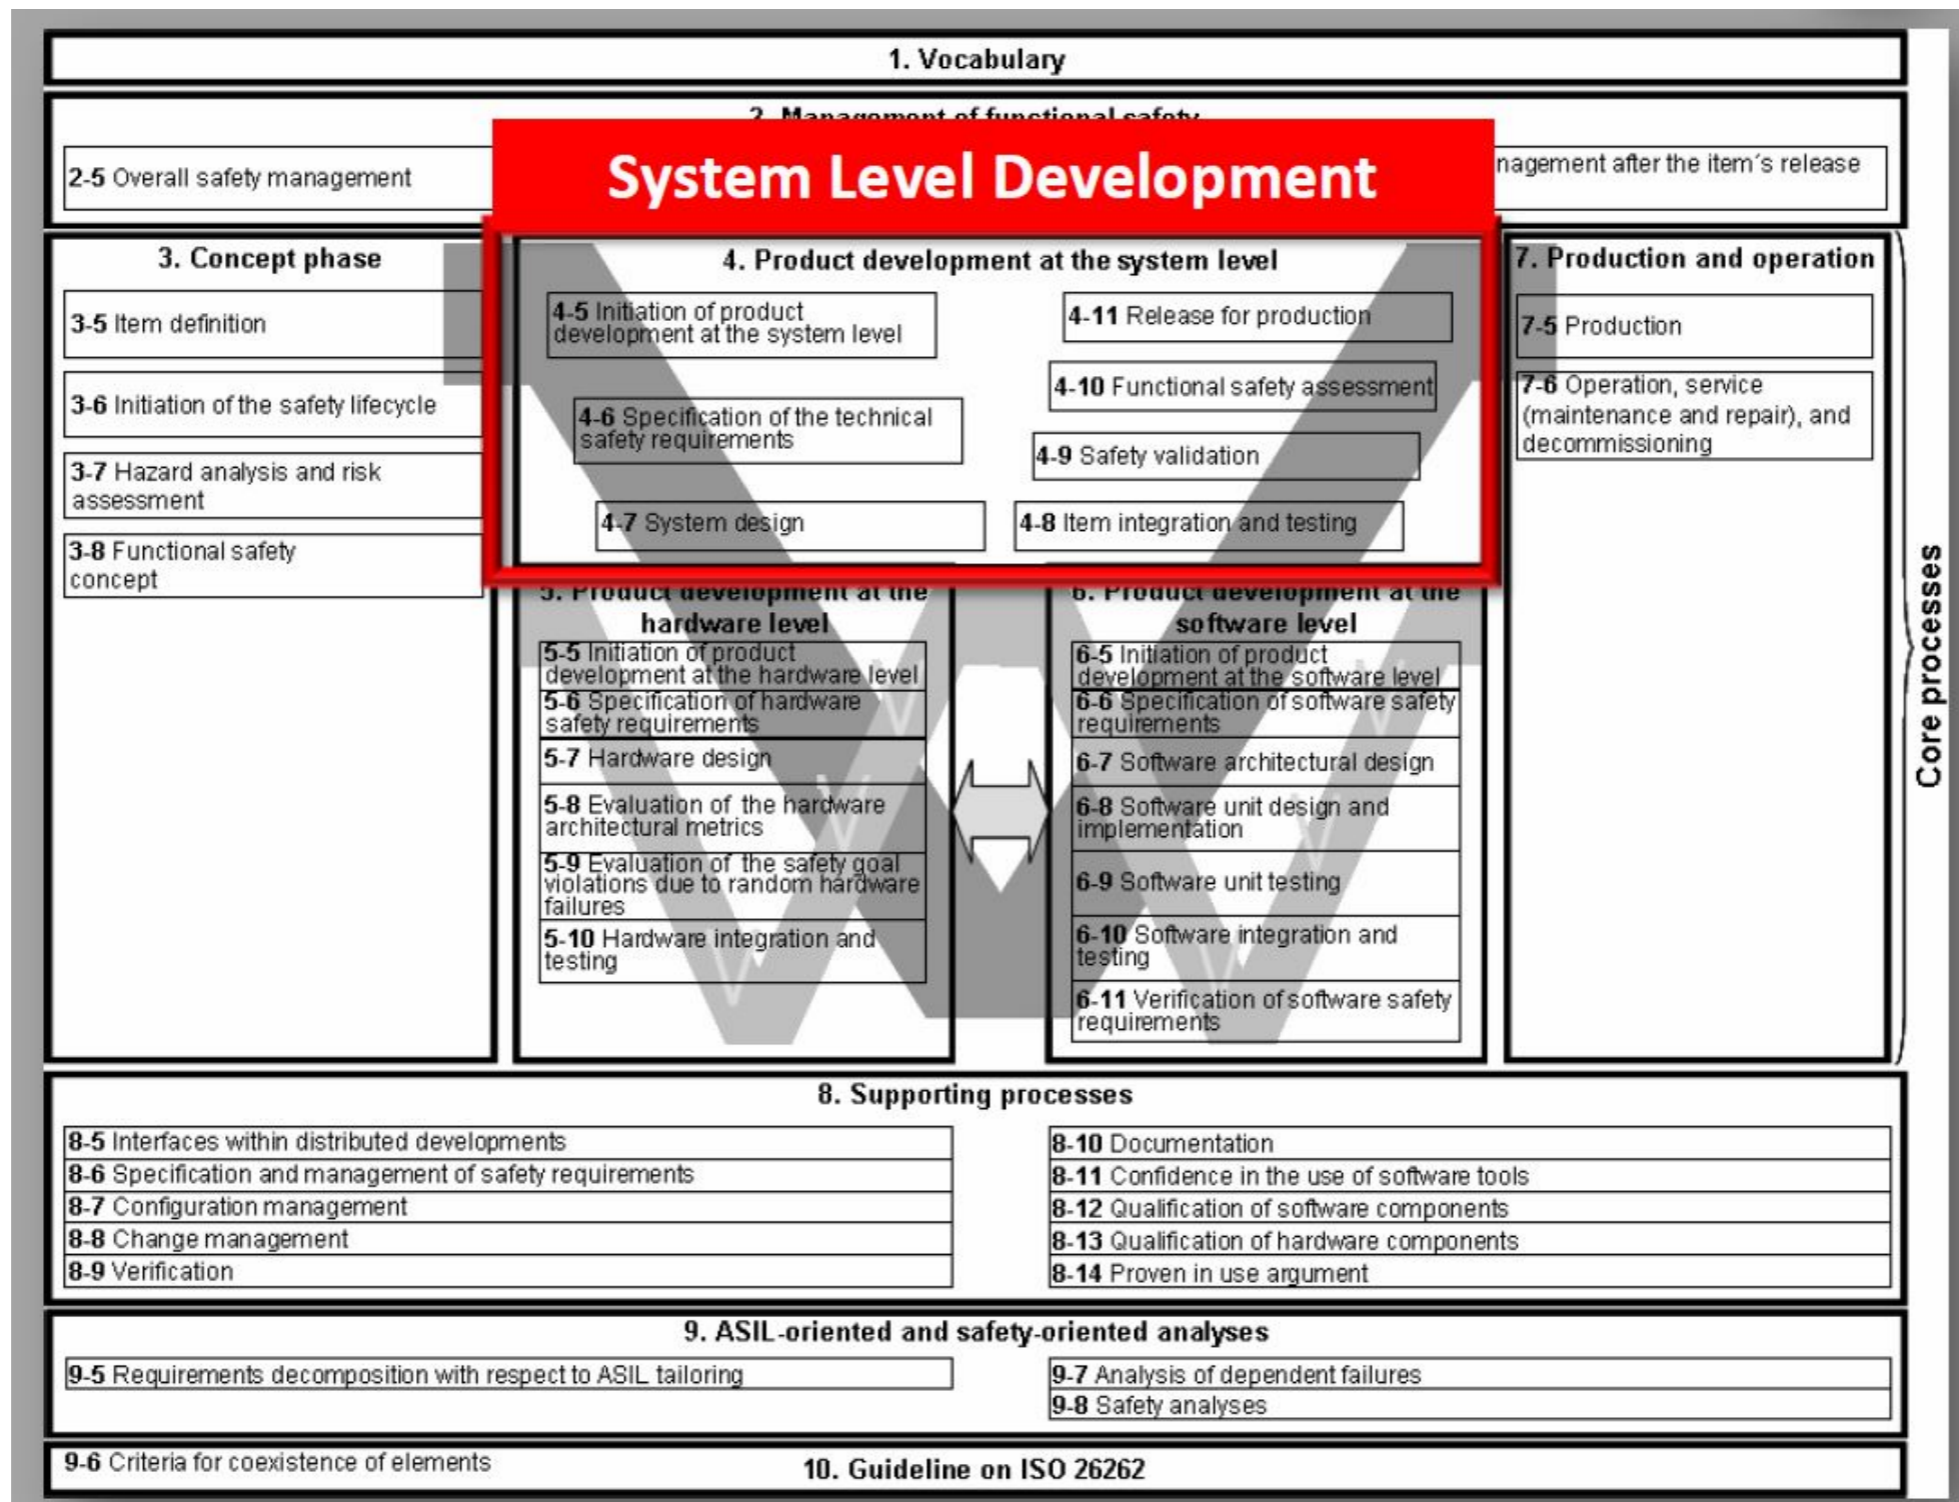 1. Vocabulary
2. Management of functional safety
2-5 Overall safety management
System Level Development
nagement after the item´s release
3. Concept phase
3-5 Item definition
3-6 Initiation of the safety lifecycle
3-7 Hazard analysis and risk
assessment
3-8 Functional safety
concept
4. Product development at the system level
4-5 Initiation of product
development at the system level
4-6 Specification of the technical
safety requirements
4-7 System design
4-11 Release for production
4-10 Functional safety assessment
4-9 Safety validation
4-8 Item integration and testing
7. Production and operation
7-5 Production
7-6 Operation, service
(maintenance and repair), and
decommissioning
Core processes
5. Product development at the
hardware level
5-5 Initiation of product
development at the hardware level
5-6 Specification of hardware
safety requirements
5-7 Hardware design
5-8 Evaluation of the hardware
architectural metrics
5-9 Evaluation of the safety goal
violations due to random hardware
failures
5-10 Hardware integration and
testing
6. Product development at the
software level
6-5 Initiation of product
development at the software level
6-6 Specification of software safety
requirements
6-7 Software architectural design
6-8 Software unit design and
implementation
6-9 Software unit testing
6-10 Software integration and
testing
6-11 Verification of software safety
requirements
8. Supporting processes
8-5 Interfaces within distributed developments
8-6 Specification and management of safety requirements
8-7 Configuration management
8-8 Change management
8-9 Verification
8-10 Documentation
8-11 Confidence in the use of software tools
8-12 Qualification of software components
8-13 Qualification of hardware components
8-14 Proven in use argument
9. ASIL-oriented and safety-oriented analyses
9-5 Requirements decomposition with respect to ASIL tailoring
9-7 Analysis of dependent failures
9-8 Safety analyses
9-6 Criteria for coexistence of elements
10. Guideline on ISO 26262